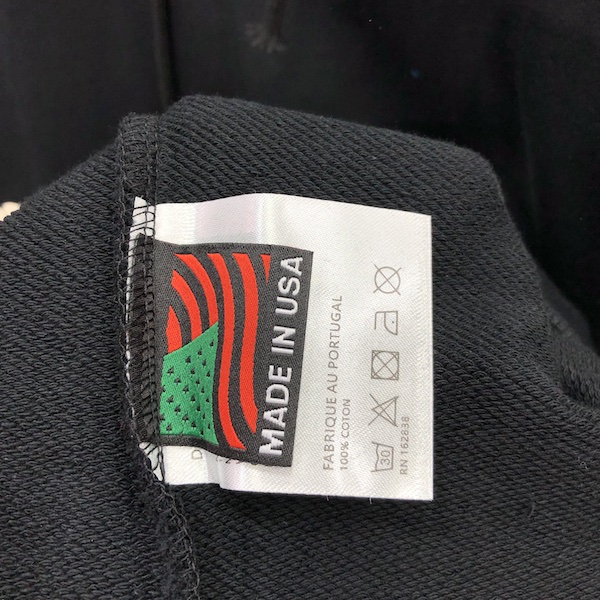 MADE IN USA
FABRIQUE AU PORTUGAL
100% COTON
30
RN 162838